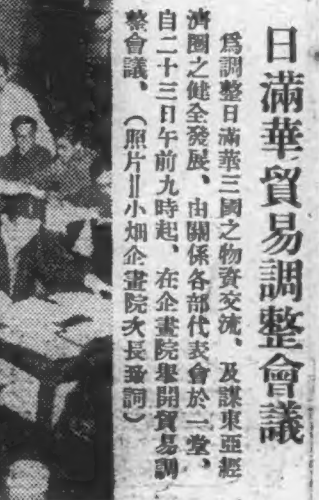 日滿華貿易調整會議
爲調整日滿華三國之物資交流、及謀東亞經
濟圈之健全發展、由關係各部代表會於一堂、
自二十三日午前九時起、在企畫院舉開貿易調
整會議、（照片＝小畑企畫院次長致詞）